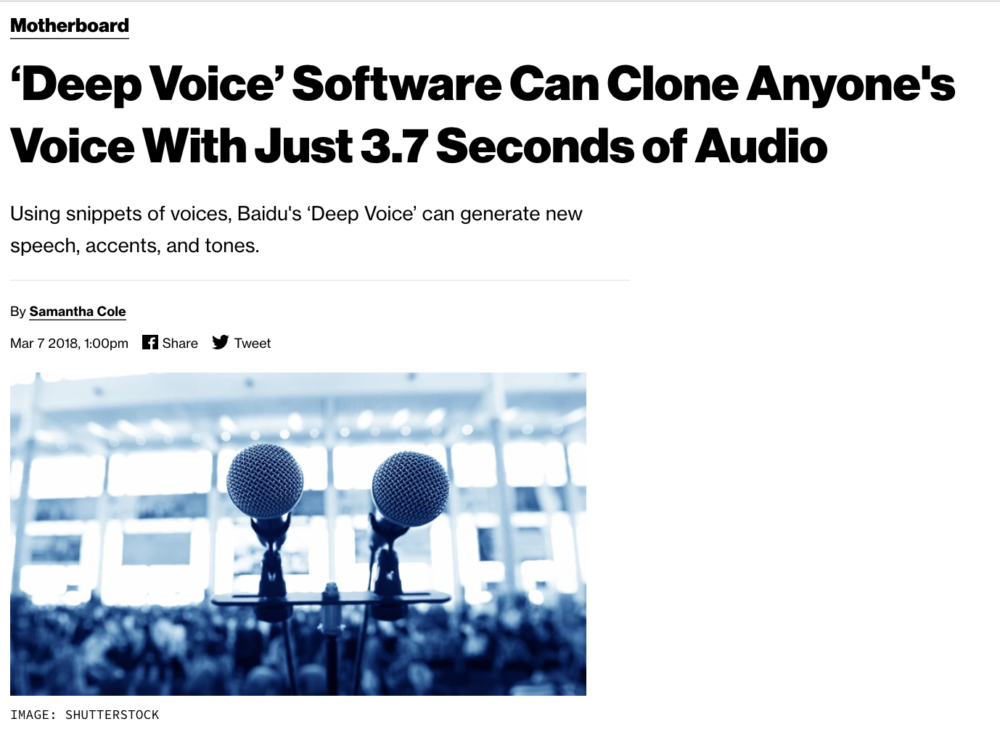 Motherboard
‘Deep Voice’ Software Can Clone Anyone's
Voice With Just 3.7 Seconds of Audio
Using snippets of voices, Baidu's ‘Deep Voice’ can generate new
speech, accents, and tones.
By Samantha Cole
Mar 7 2018, 1:00pm Share Tweet
IMAGE: SHUTTERSTOCK